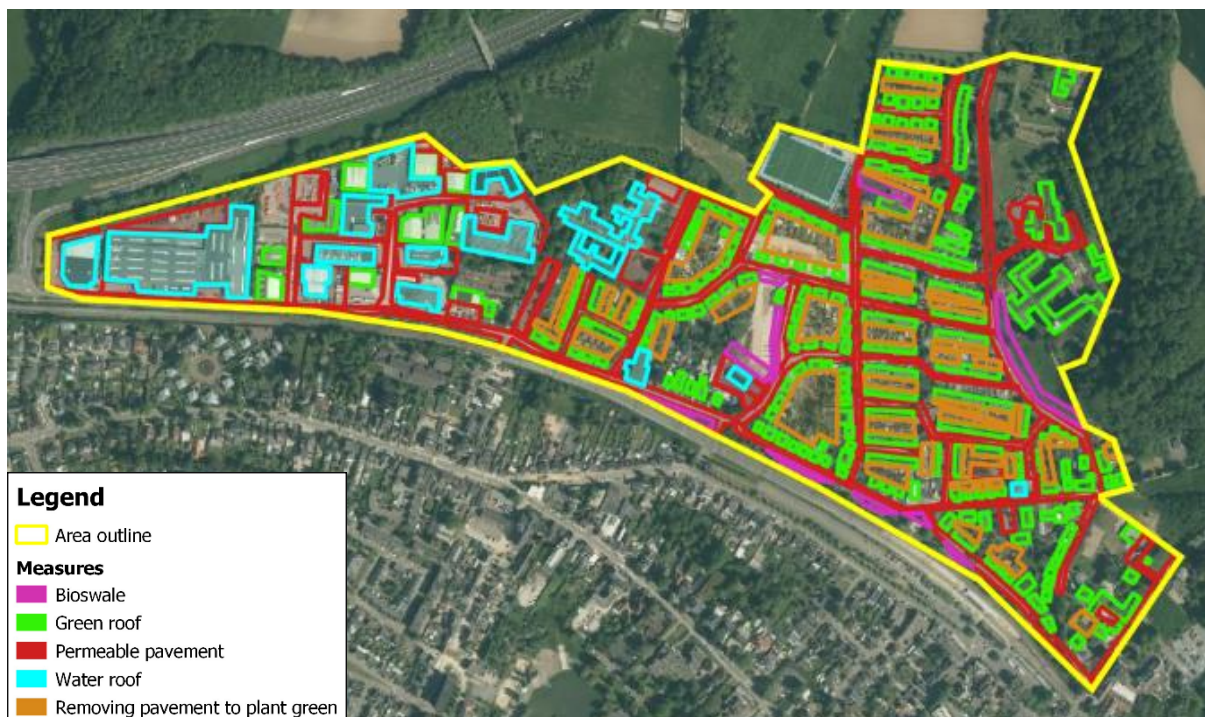 Legend
Area outline
Measures
Bioswale
Green roof
Permeable pavement
Water roof
Removing pavement to plant green